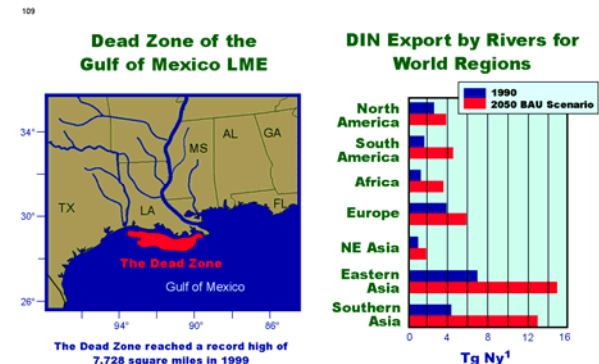 109
Dead Zone of the
Gulf of Mexico LME
34°
30°
26°
MS
AL
GA
TX
LA
FL
The Dead Zone
Gulf of Mexico
94°
90°
86°
The Dead Zone reached a record high of
7,728 square miles in 1999
DIN Export by Rivers for
World Regions
1990
2050 BAU Scenario
North
America
South
America
Africa
Europe
NE Asia
Eastern
Asia
Southern
Asia
0
4
8
12
16
Tg Ny1